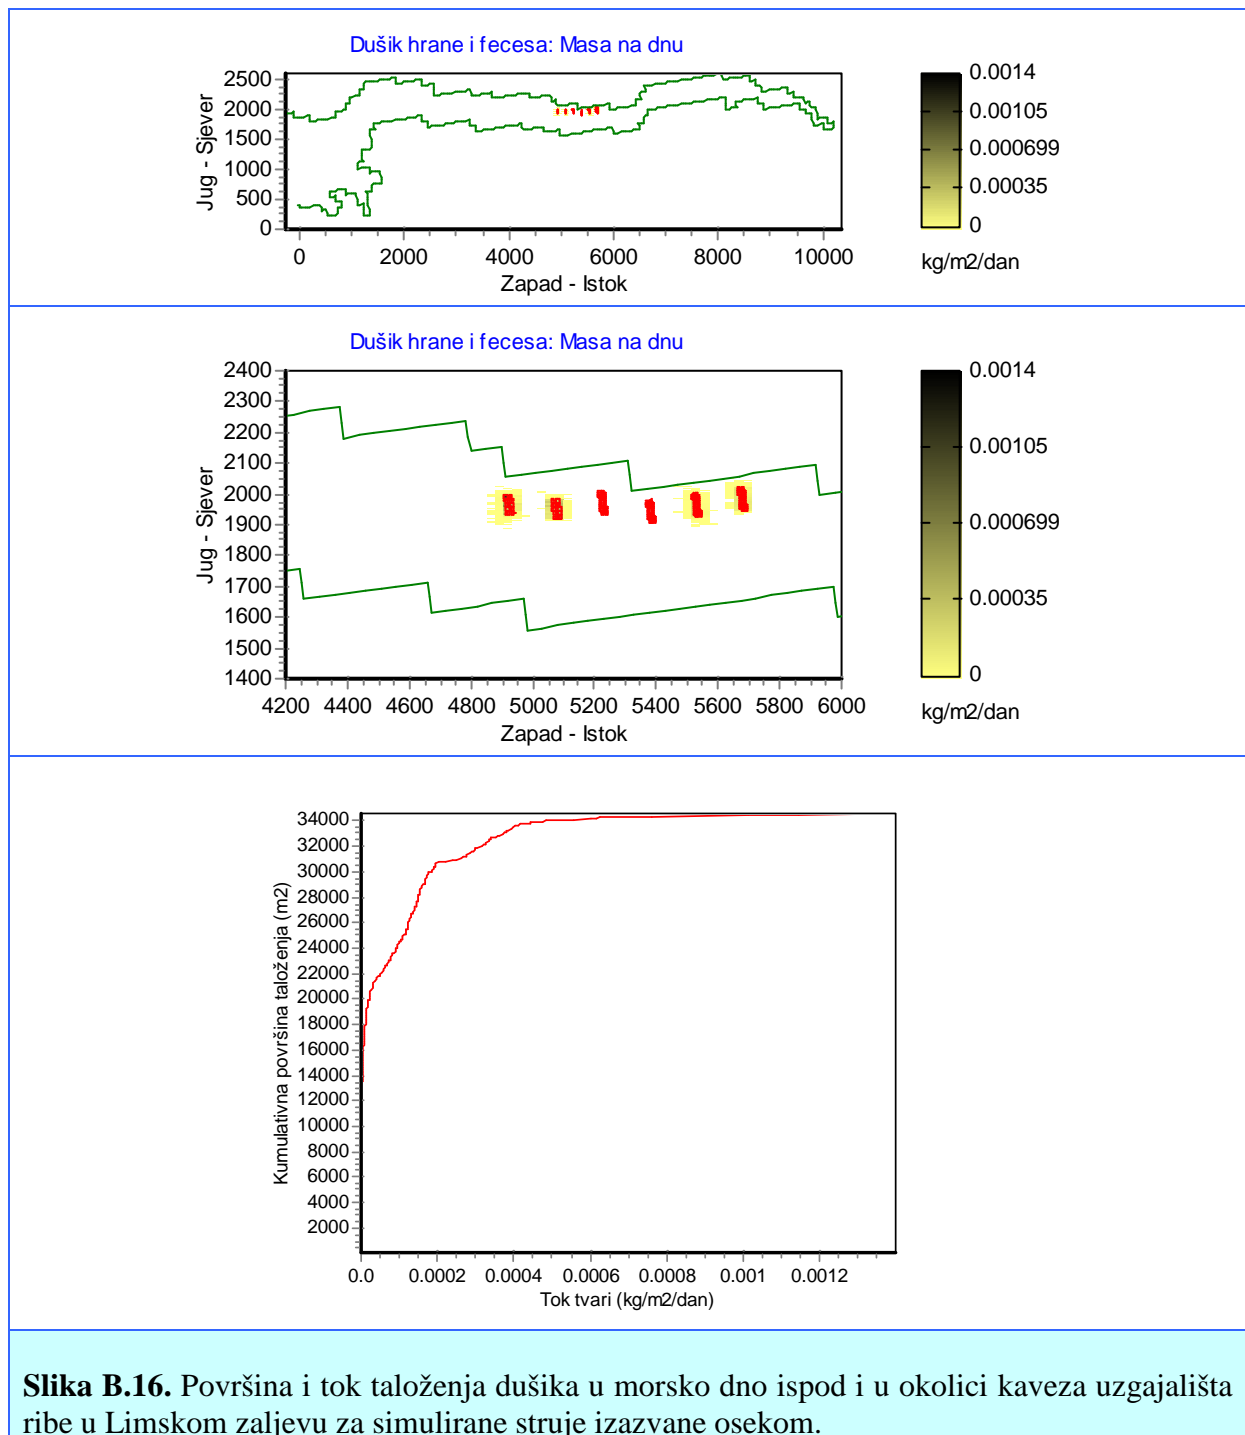 Dušik hrane i fecesa: Masa na dnu
2500
2000
1500
1000
500
0
Jug - Sjever
0 2000 4000 6000 8000 10000
Zapad - Istok
0.0014
0.00105
0.000699
0.00035
0
kg/m2/dan
Dušik hrane i fecesa: Masa na dnu
2400
2300
2200
2100
2000
1900
1800
1700
1600
1500
1400
Jug - Sjever
4200 4400 4600 4800 5000 5200 5400 5600 5800 6000
Zapad - Istok
0.0014
0.00105
0.000699
0.00035
0
kg/m2/dan
34000
32000
30000
28000
26000
24000
22000
20000
18000
16000
14000
12000
10000
8000
6000
4000
2000
Kumulativna površina taloženja (m2)
0.0 0.0002 0.0004 0.0006 0.0008 0.001 0.0012
Tok tvari (kg/m2/dan)
Slika B.16. Površina i tok taloženja dušika u morsko dno ispod i u okolici kaveza uzgajališta
ribe u Limskom zaljevu za simulirane struje izazvane osekom.